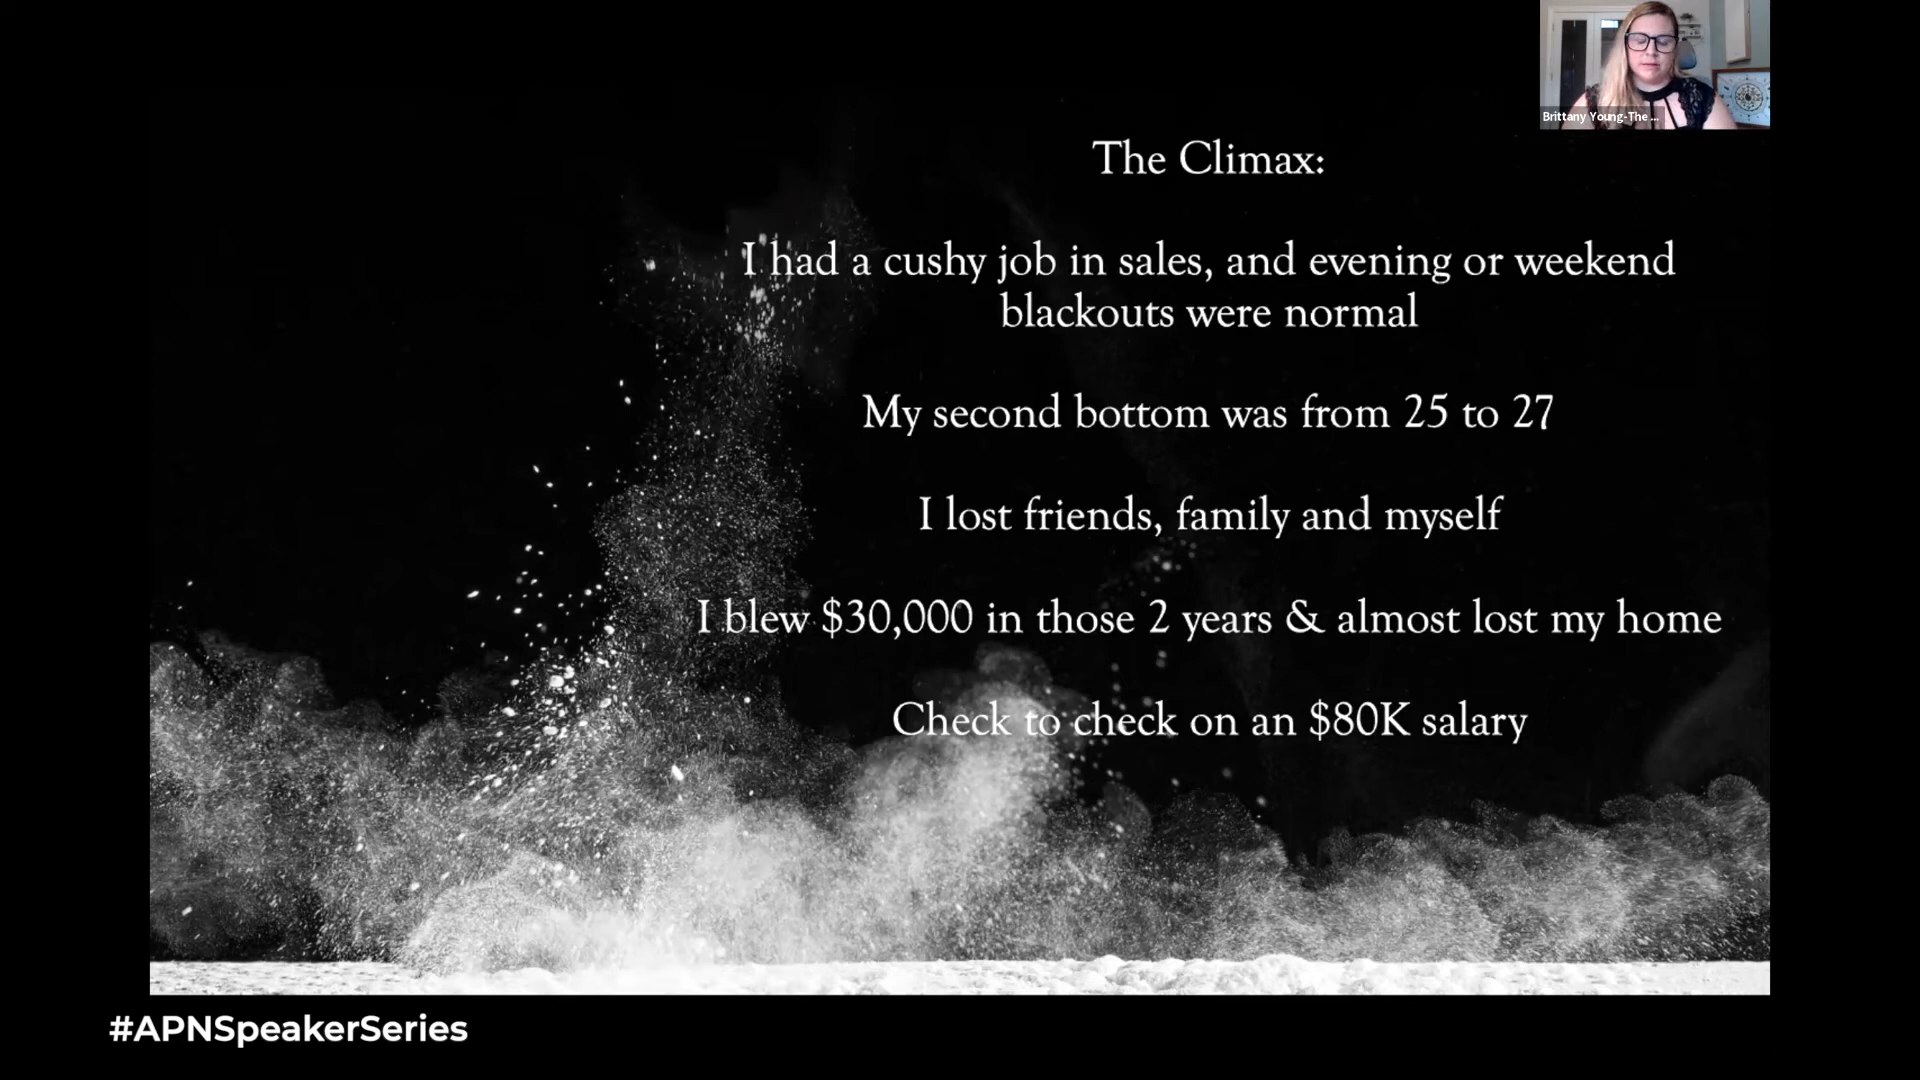 Brittany Young-The ...
The Climax:
I had a cushy job in sales, and evening or weekend
blackouts were normal
My second bottom was from 25 to 27
I lost friends, family and myself
I blew $30,000 in those 2 years & almost lost my home
Check to check on an $80K salary
#APNSpeakerSeries